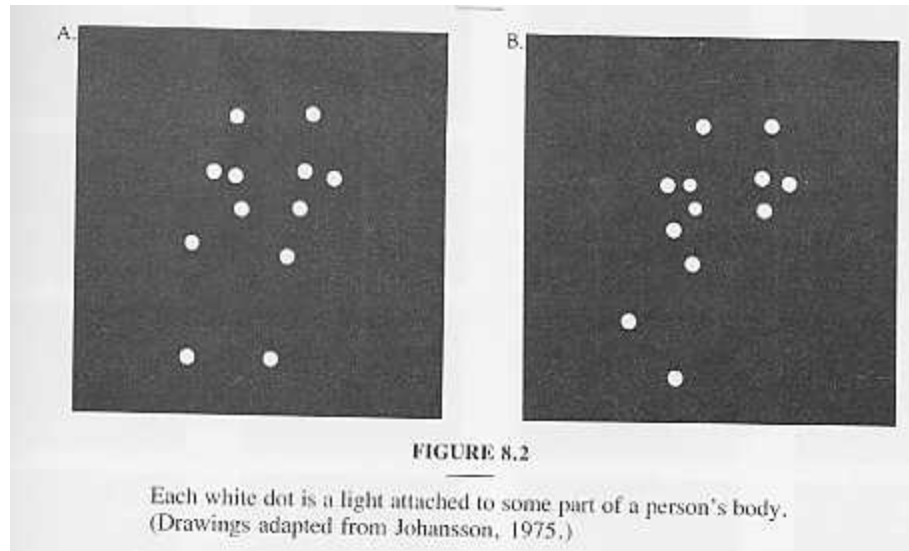 A.
B.
FIGURE 8.2
Each white dot is a light attached to some part of a person's body.
(Drawings adapted from Johansson, 1975.)